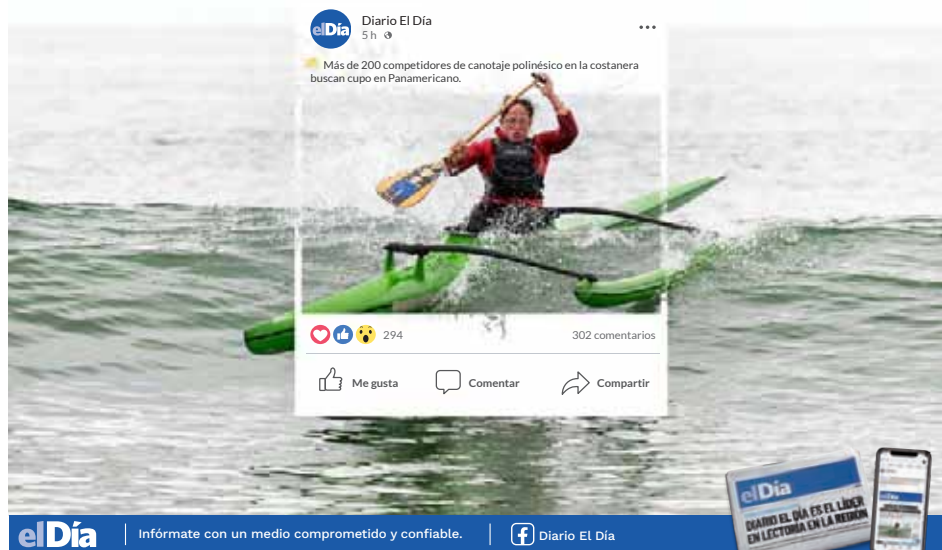 elDía
Diario El Día
5 h
Más de 200 competidores de canotaje polinésico en la costanera
buscan cupo en Panamericano.
294
302 comentarios
Me gusta
Comentar
Compartir
elDía
DIARIO EL DÍA ES EL LÍDER
EN LECTORÍA EN LA REGIÓN
elDía
Infórmate con un medio comprometido y confiable.
Diario El Día